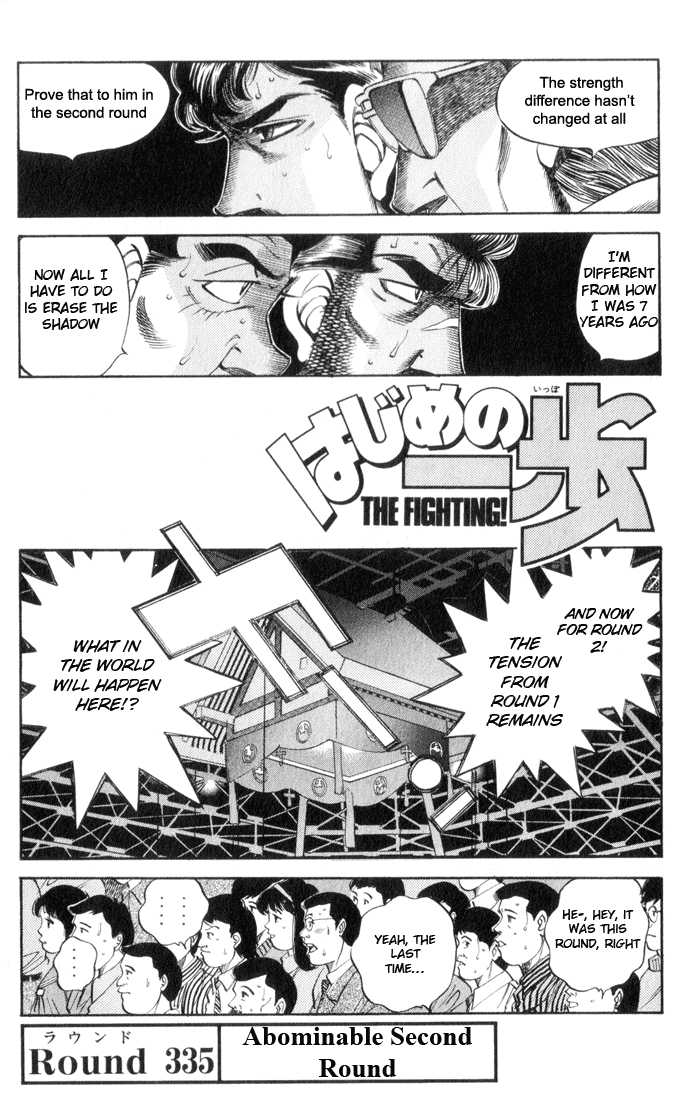 The strength
difference hasn't
changed at all
Prove that to him in
the second round
I'M
DIFFERENT
FROM HOW
I WAS 7
YEARS AGO
NOW ALL I
HAVE TO DO
IS ERASE THE
SHADOW
いっぽ
はじめの一歩
THE FIGHTING!
AND NOW
FOR ROUND
2!
THE
TENSION
FROM
ROUND 1
REMAINS
カァ
WHAT IN
THE WORLD
WILL HAPPEN
HERE!?
HE-, HEY, IT
WAS THIS
ROUND, RIGHT
YEAH, THE
LAST
TIME...
....
....
ラウンド
Round 335
Abominable Second
Round